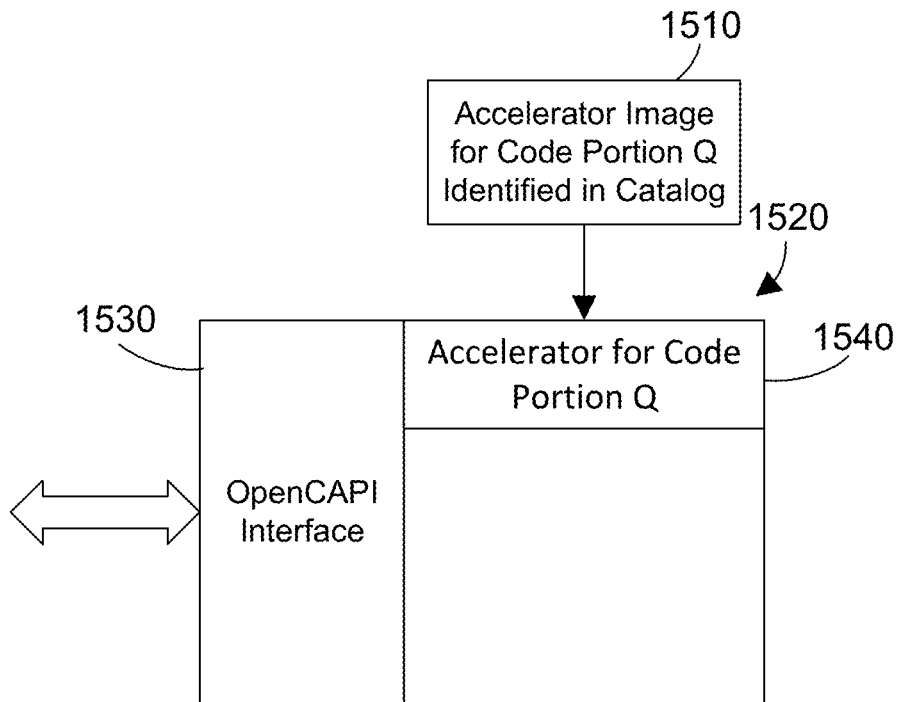 1510
Accelerator Image
for Code Portion Q
Identified in Catalog
1520
1530
Accelerator for Code
Portion Q
1540
OpenCAPI
Interface